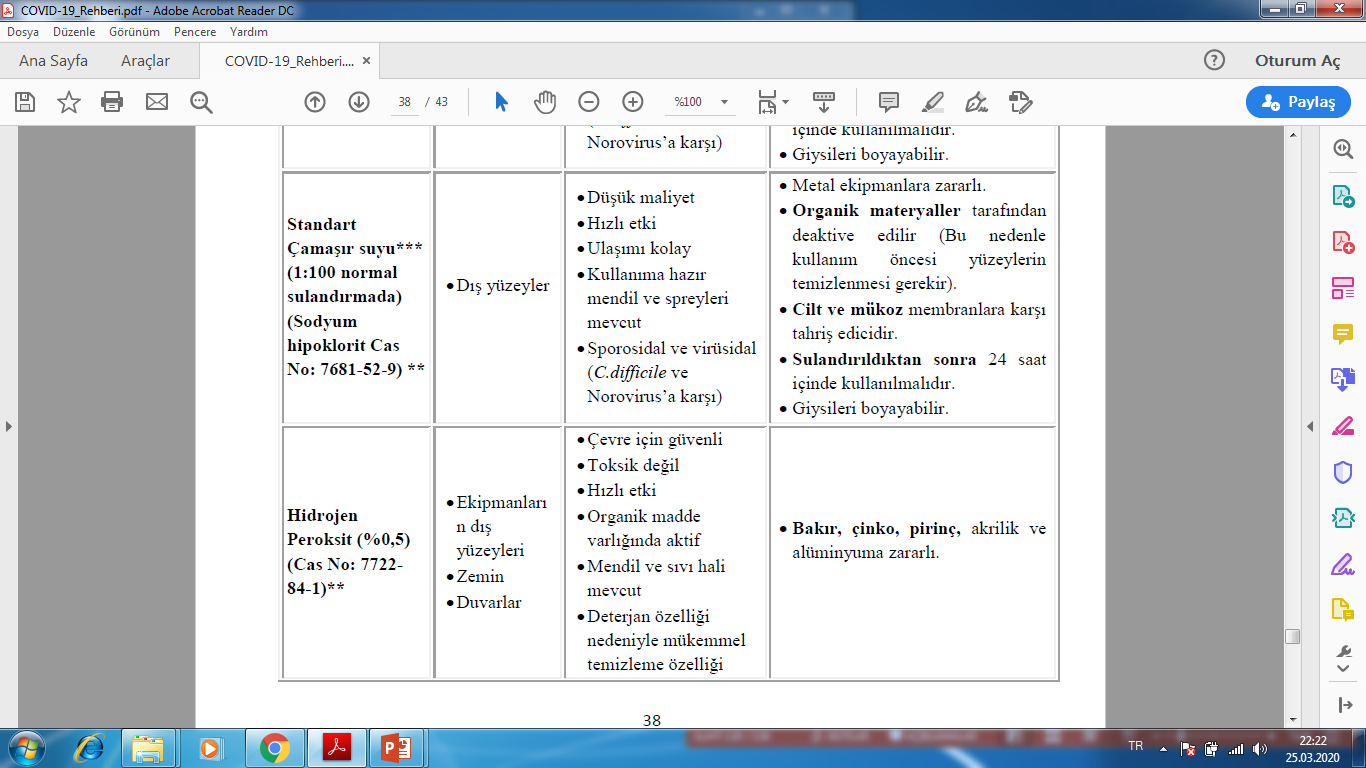 COVID-19_Rehberi.pdf - Adobe Acrobat Reader DC
Dosya Düzenle Görünüm Pencere Yardım
Ana Sayfa Araçlar COVID-19_Rehberi.... × ? Oturum Aç
38 / 43 %100 Paylaş
Norovirus’a karşı)
içinde kullanılmalıdır.
• Giysileri boyayabilir.
Standart
Çamaşır suyu***
(1:100 normal
sulandırmada)
(Sodyum
hipoklorit Cas
No: 7681-52-9) **
• Dış yüzeyler
• Düşük maliyet
• Hızlı etki
• Ulaşımı kolay
• Kullanıma hazır
mendil ve spreyleri
mevcut
• Sporosidal ve virüsidal
(C.difficile ve
Norovirus’a karşı)
• Metal ekipmanlara zararlı.
• Organik materyaller tarafından
deaktive edilir (Bu nedenle
kullanım öncesi yüzeylerin
temizlenmesi gerekir).
• Cilt ve mükoz membranlara karşı
tahriş edicidir.
• Sulandırıldıktan sonra 24 saat
içinde kullanılmalıdır.
• Giysileri boyayabilir.
Hidrojen
Peroksit (%0,5)
(Cas No: 7722-
84-1)**
• Ekipmanları
n dış
yüzeyleri
• Zemin
• Duvarlar
• Çevre için güvenli
• Toksik değil
• Hızlı etki
• Organik madde
varlığında aktif
• Mendil ve sıvı hali
mevcut
• Deterjan özelliği
nedeniyle mükemmel
temizleme özelliği
• Bakır, çinko, pirinç, akrilik ve
alüminyuma zararlı.
38
TR 22:22
25.03.2020